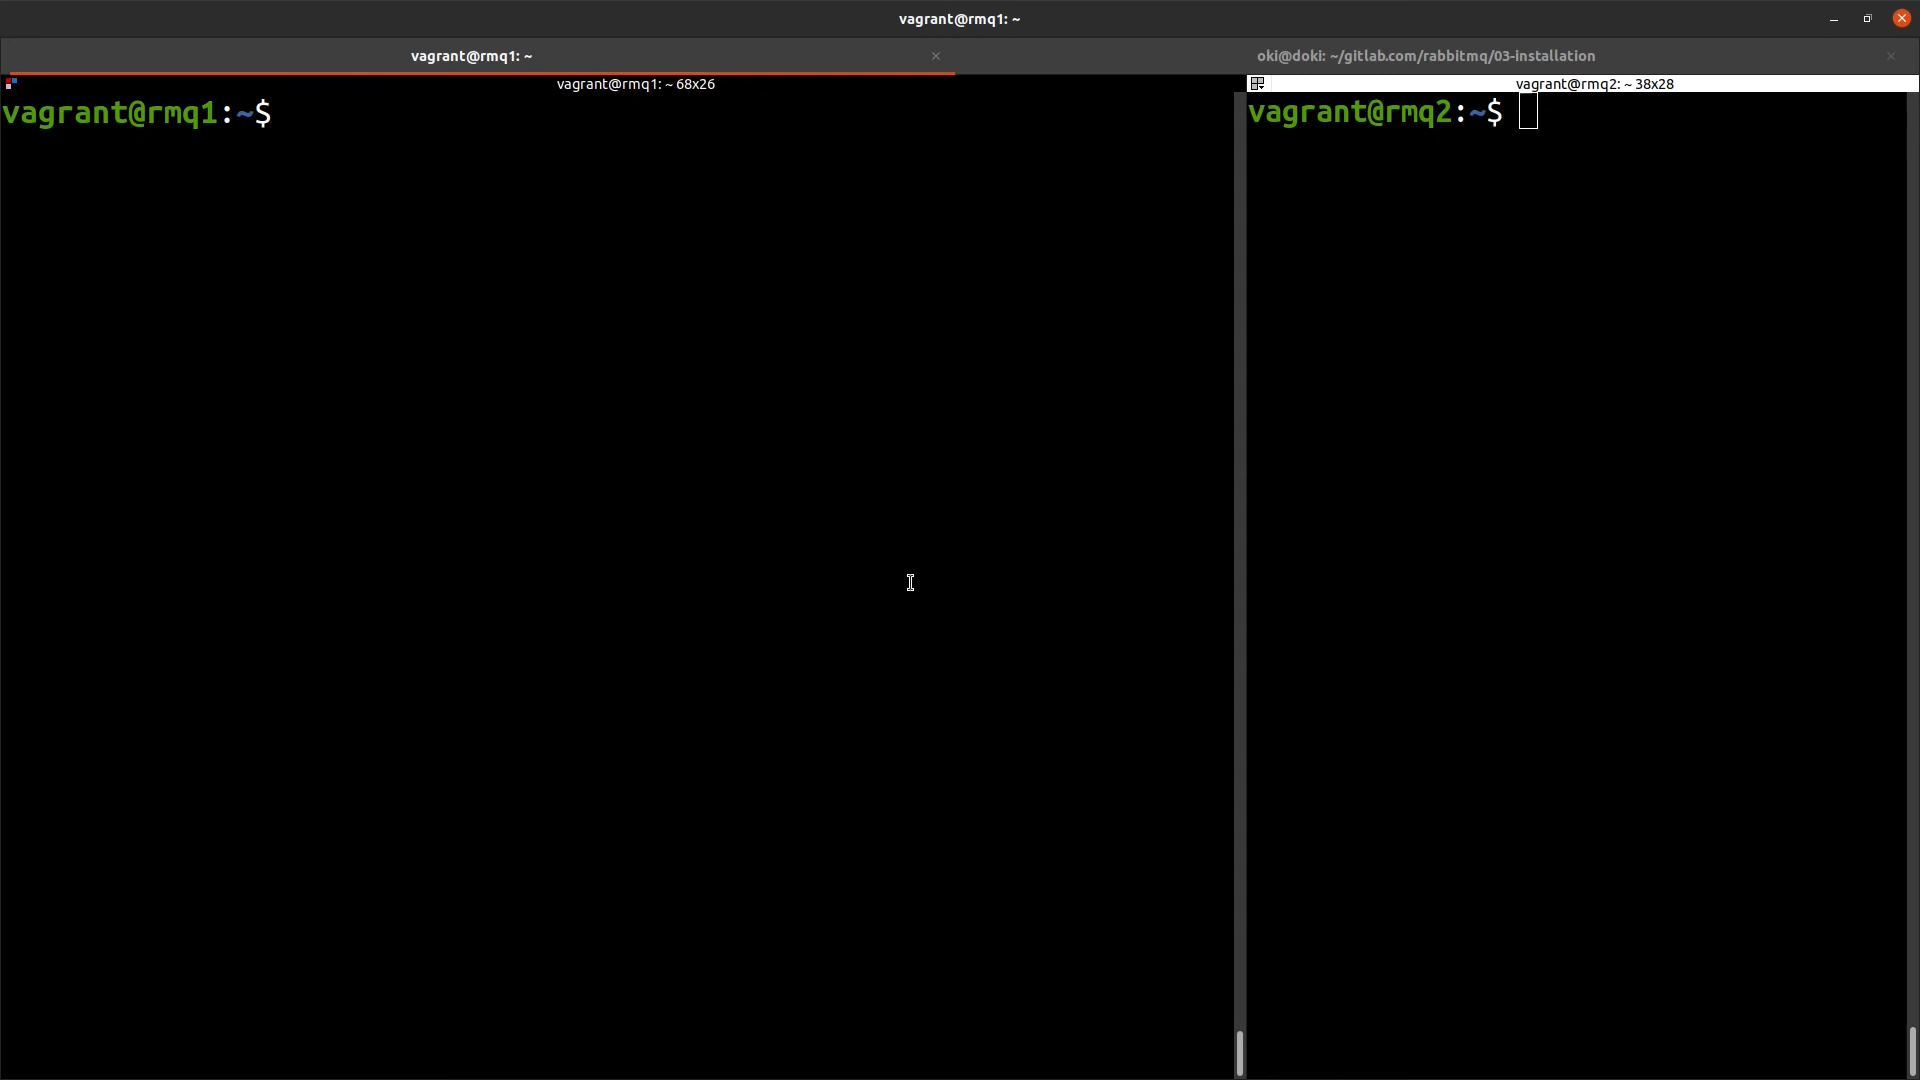 vagrant@rmq1: ~
vagrant@rmq1: ~
oki@doki: ~/gitlab.com/rabbitmq/03-installation
vagrant@rmq1: ~ 68x26
vagrant@rmq2: ~ 38x28
vagrant@rmq1:~$
vagrant@rmq2:~$